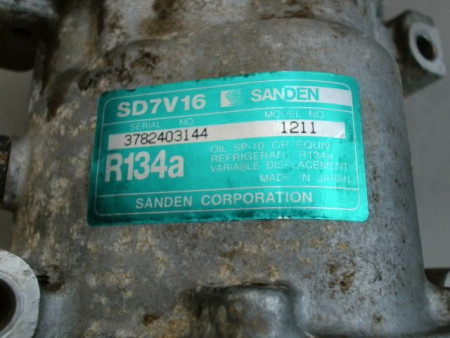 SD7V16 SANDEN
SERIAL NO MODEL NO
3782403144 1211
R134a
OIL SP-10 OR EQUIV
REFRIGERANT R134a
VARIABLE DISPLACEMENT
MADE IN JAPAN
SANDEN CORPORATION